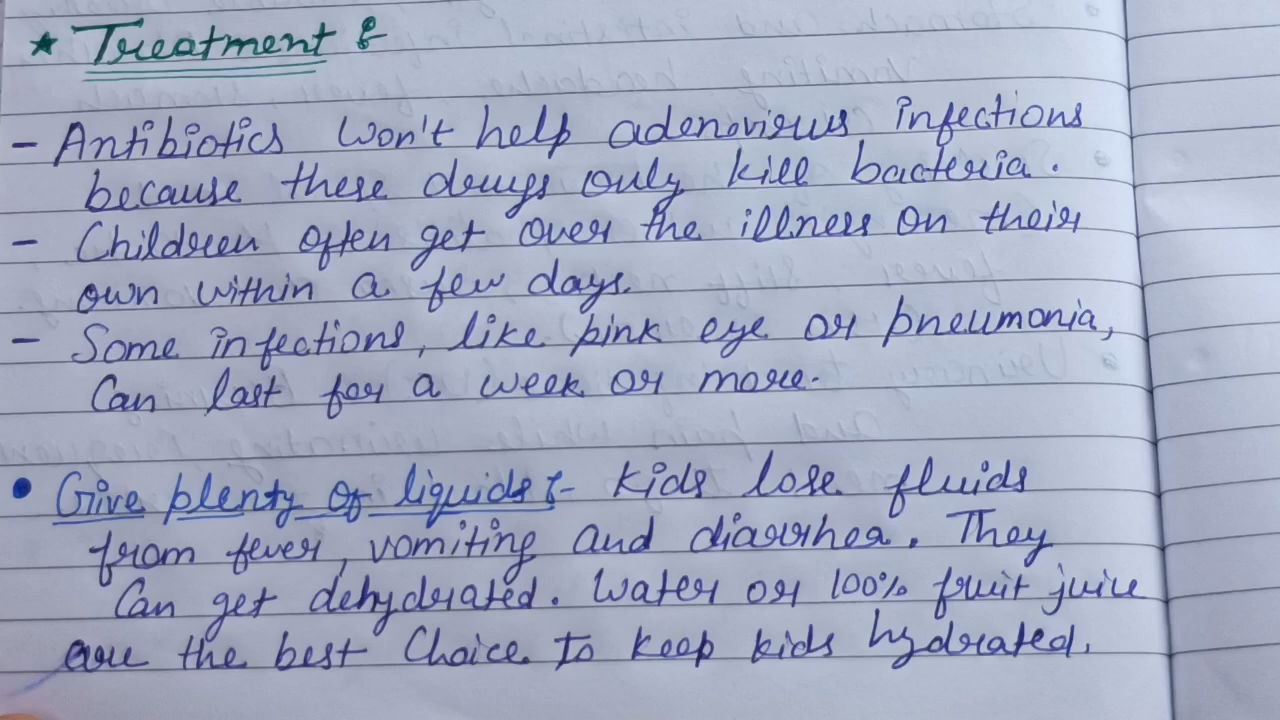 * Treatment :-
- Antibiotics Won't help adenovirus infections
because these drugs only kill bacteria.
- Children often get over the illness on their
own within a few days.
- Some infections, like pink eye or pneumonia,
Can last for a week or more.
• Give plenty of liquids :- Kids lose fluids
from fever, vomiting and diarrhea. They
Can get dehydrated. Water or 100% fruit juice
are the best Choice to keep kids hydrated.